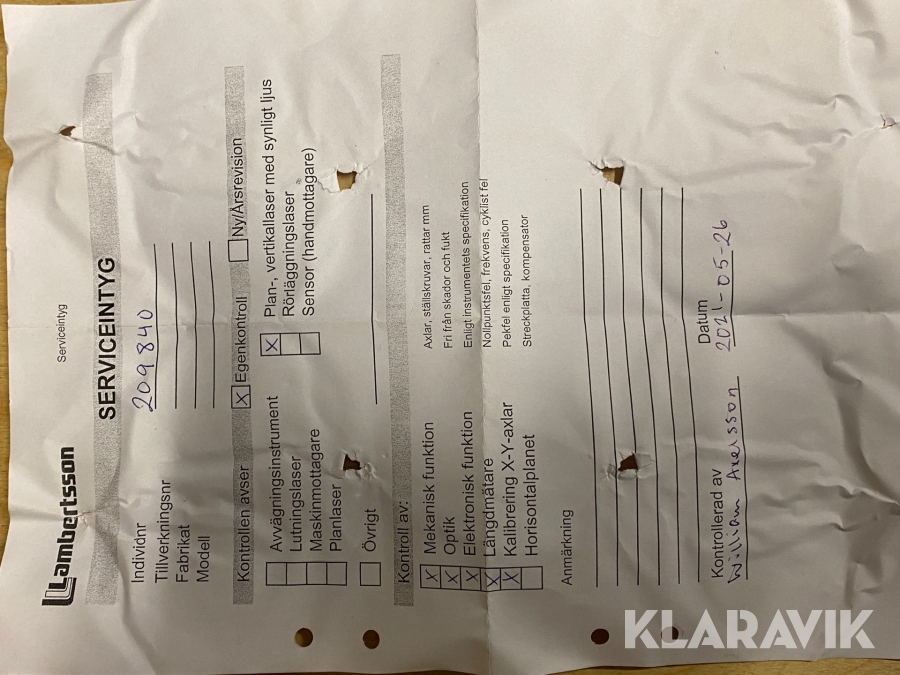 Lambertsson
Serviceintyg
SERVICEINTYG
Individnr 209840
Tillverkningsnr
Fabrikat
Modell
Kontrollen avser X Egenkontroll Ny/Årsrevision
Avvägningsinstrument X Plan-, vertikallaser med synligt ljus
Lutningslaser Rörläggningslaser
Maskinmottagare Sensor (handmottagare)
Planlaser
Övrigt
Kontroll av:
X Mekanisk funktion Axlar, ställskruvar, rattar mm
X Optik Fri från skador och fukt
X Elektronisk funktion Enligt instrumentets specifikation
X Längdmätare Nollpunktsfel, frekvens, cyklist fel
X Kalibrering X-Y-axlar Pekfel enligt specifikation
Horisontalplanet Streckplatta, kompensator
Anmärkning
Kontrollerad av Datum
William Axelsson 2021-05-26
KLARAVIK